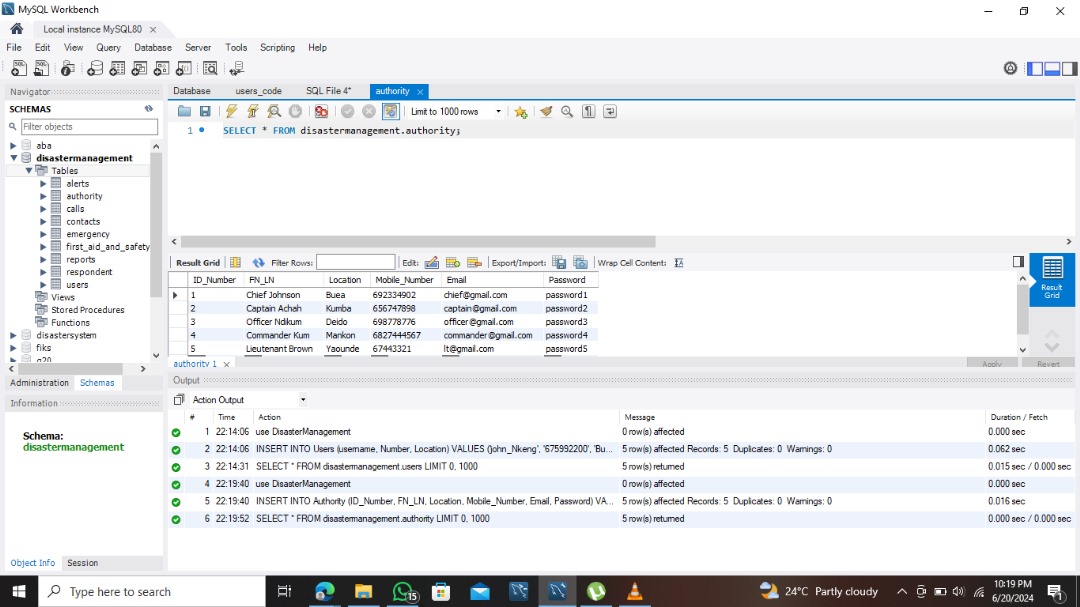 MySQL Workbench
Local instance MySQL80
File Edit View Query Database Server Tools Scripting Help
Navigator
SCHEMAS
Filter objects
aba
disastermanagement
Tables
alerts
authority
calls
contacts
emergency
first_aid_and_safety
reports
respondent
users
Views
Stored Procedures
Functions
disastersystem
fiks
g20
Administration Schemas
Information
Schema:
disastermanagement
Object Info Session
Database users_code SQL File 4* authority
Limit to 1000 rows
1 SELECT * FROM disastermanagement.authority;
Result Grid Filter Rows: Edit: Export/Import: Wrap Cell Content:
Result Grid
ID_Number FN_LN Location Mobile_Number Email Password
1 Chief Johnson Buea 692334902 chief@gmail.com password1
2 Captain Achah Kumba 656747898 captain@gmail.com password2
3 Officer Ndikum Deido 698778776 officer@gmail.com password3
4 Commander Kum Mankon 6827444567 commander@gmail.com password4
5 Lieutenant Brown Yaounde 67443321 lt@gmail.com password5
authority 1 Apply Revert
Output
Action Output
# Time Action Message Duration / Fetch
1 22:14:06 use DisasterManagement 0 row(s) affected 0.000 sec
2 22:14:06 INSERT INTO Users (username, Number, Location) VALUES ('john_Nkeng', '675992200', 'Bu... 5 row(s) affected Records: 5 Duplicates: 0 Warnings: 0 0.062 sec
3 22:14:31 SELECT * FROM disastermanagement.users LIMIT 0, 1000 5 row(s) returned 0.015 sec / 0.000 sec
4 22:19:40 use DisasterManagement 0 row(s) affected 0.000 sec
5 22:19:40 INSERT INTO Authority (ID_Number, FN_LN, Location, Mobile_Number, Email, Password) VA... 5 row(s) affected Records: 5 Duplicates: 0 Warnings: 0 0.016 sec
6 22:19:52 SELECT * FROM disastermanagement.authority LIMIT 0, 1000 5 row(s) returned 0.000 sec / 0.000 sec
Type here to search
15
24°C Partly cloudy
10:19 PM
6/20/2024
1